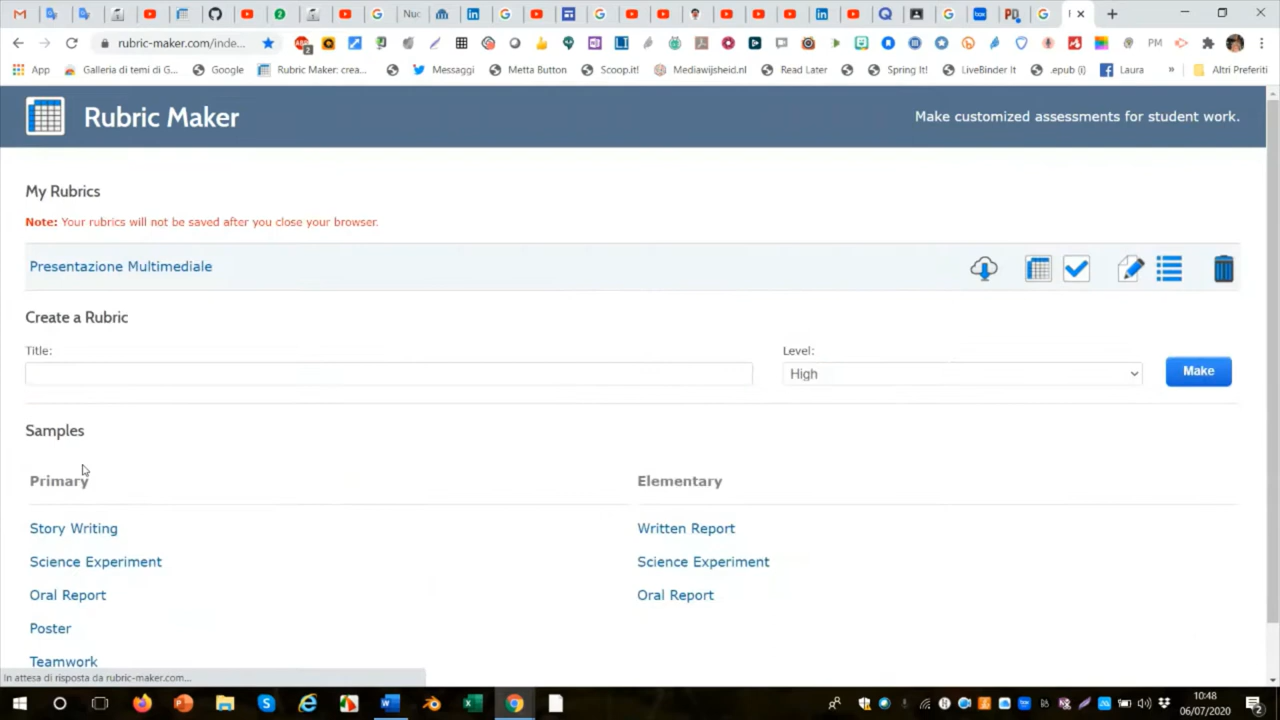 Nuc
rubric-maker.com/inde...
2
PM
App
Galleria di temi di G...
Google
Rubric Maker: crea...
Messaggi
Metta Button
Scoop.it!
Mediawijsheid.nl
Read Later
Spring It!
LiveBinder It
.epub (i)
Laura
»
Altri Preferiti
Rubric Maker
Make customized assessments for student work.
My Rubrics
Note: Your rubrics will not be saved after you close your browser.
Presentazione Multimediale
Create a Rubric
Title:
Level:
High
Make
Samples
Primary
Elementary
Story Writing
Written Report
Science Experiment
Science Experiment
Oral Report
Oral Report
Poster
Teamwork
In attesa di risposta da rubric-maker.com...
10:48
06/07/2020
2